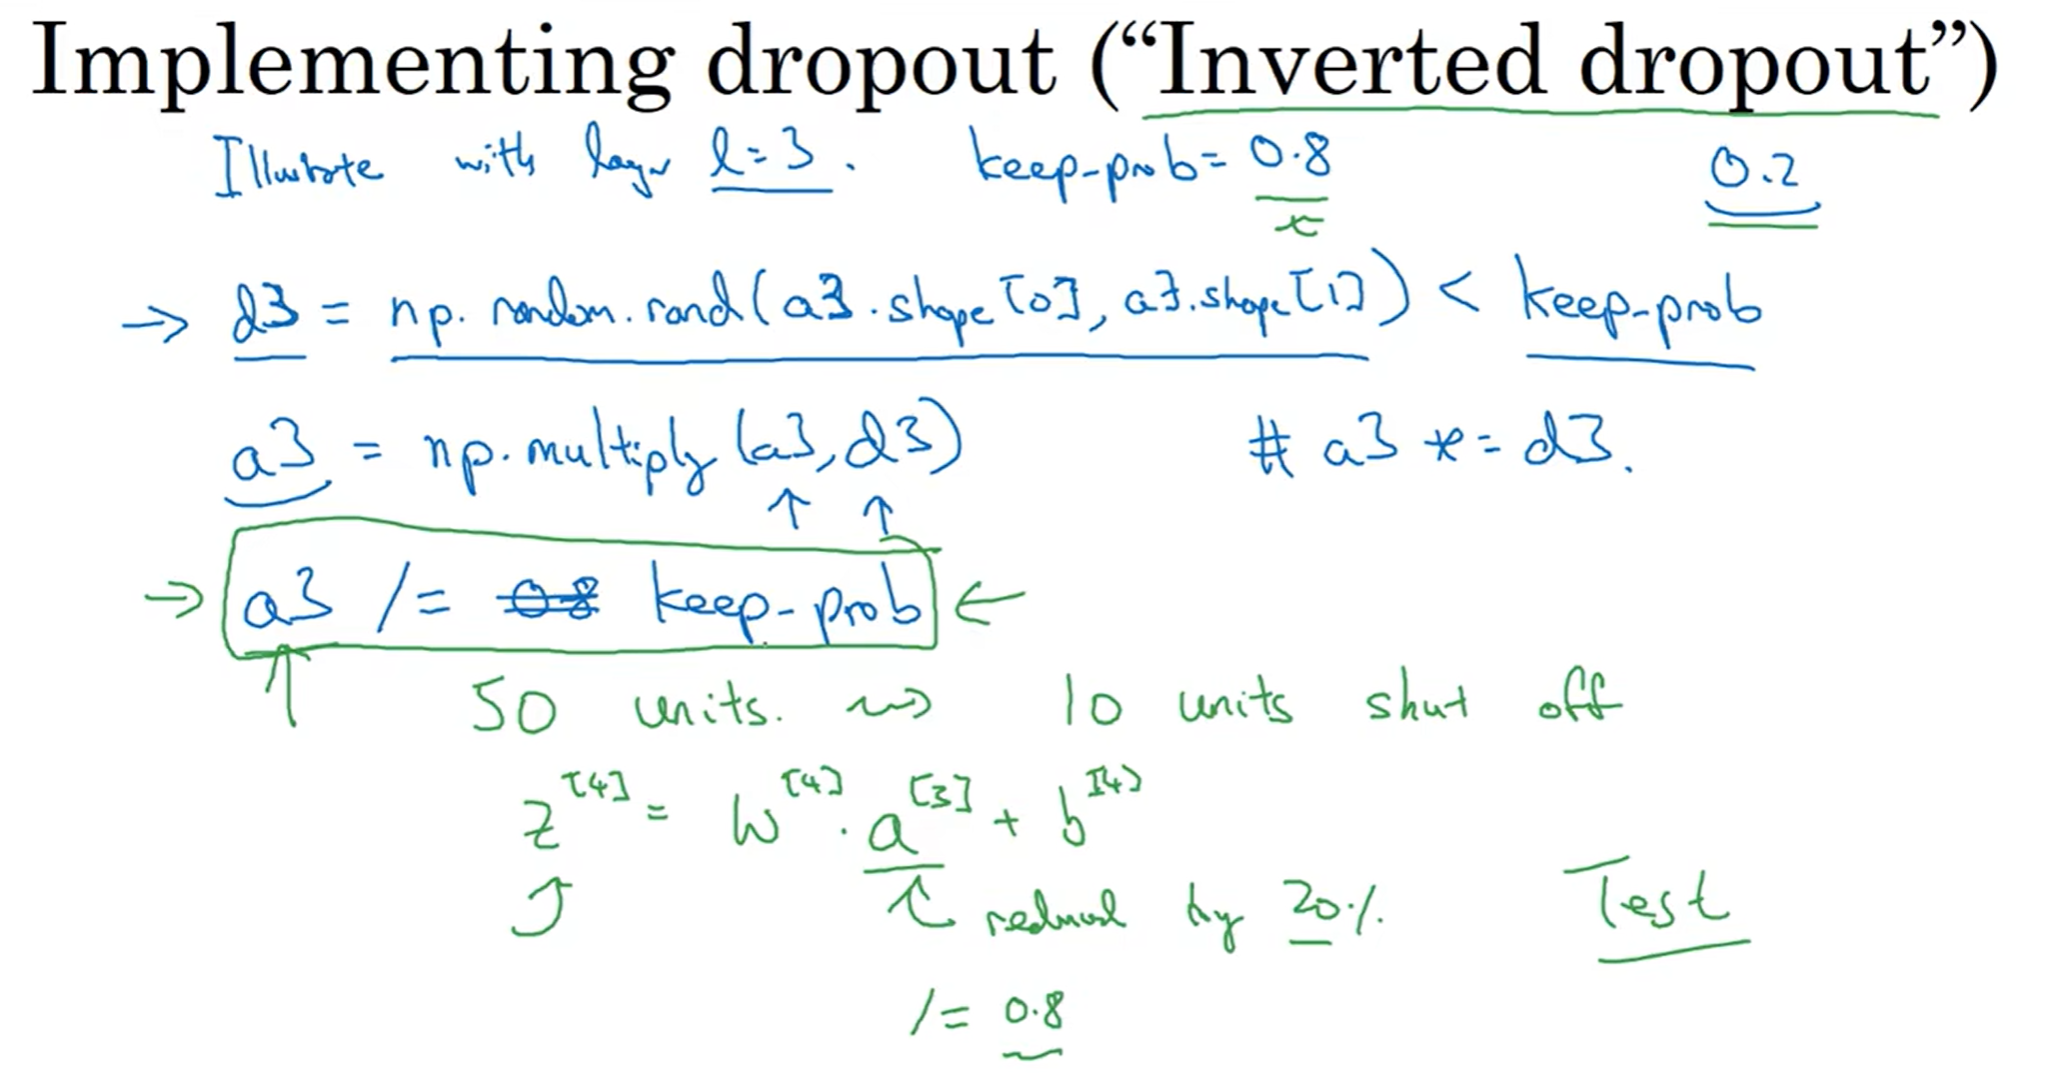 Implementing dropout (“Inverted dropout”)
Illustrate with layer l=3. keep-prob= 0.8 0.2
→ d3 = np.random.rand(a3.shape[0], a3.shape[1]) < keep-prob
a3 = np.multiply(a3, d3) # a3 *= d3.
→ a3 /= 0.8 keep-prob ←
50 units. ⇝ 10 units shut off
z^[4] = W^[4] · a^[3] + b^[4]
reduced by 20% Test
/= 0.8